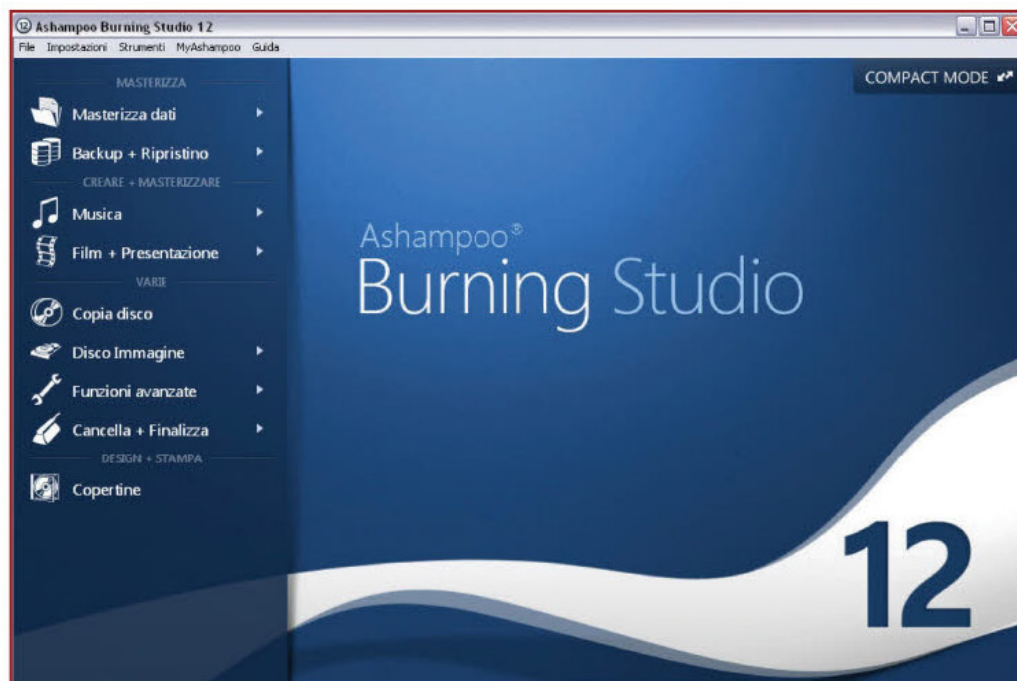 12 Ashampoo Burning Studio 12
File Impostazioni Strumenti MyAshampoo Guida
COMPACT MODE
MASTERIZZA
Masterizza dati
Backup + Ripristino
CREARE + MASTERIZZARE
Musica
Film + Presentazione
VARIE
Copia disco
Disco Immagine
Funzioni avanzate
Cancella + Finalizza
DESIGN + STAMPA
Copertine
Ashampoo®
Burning Studio
12